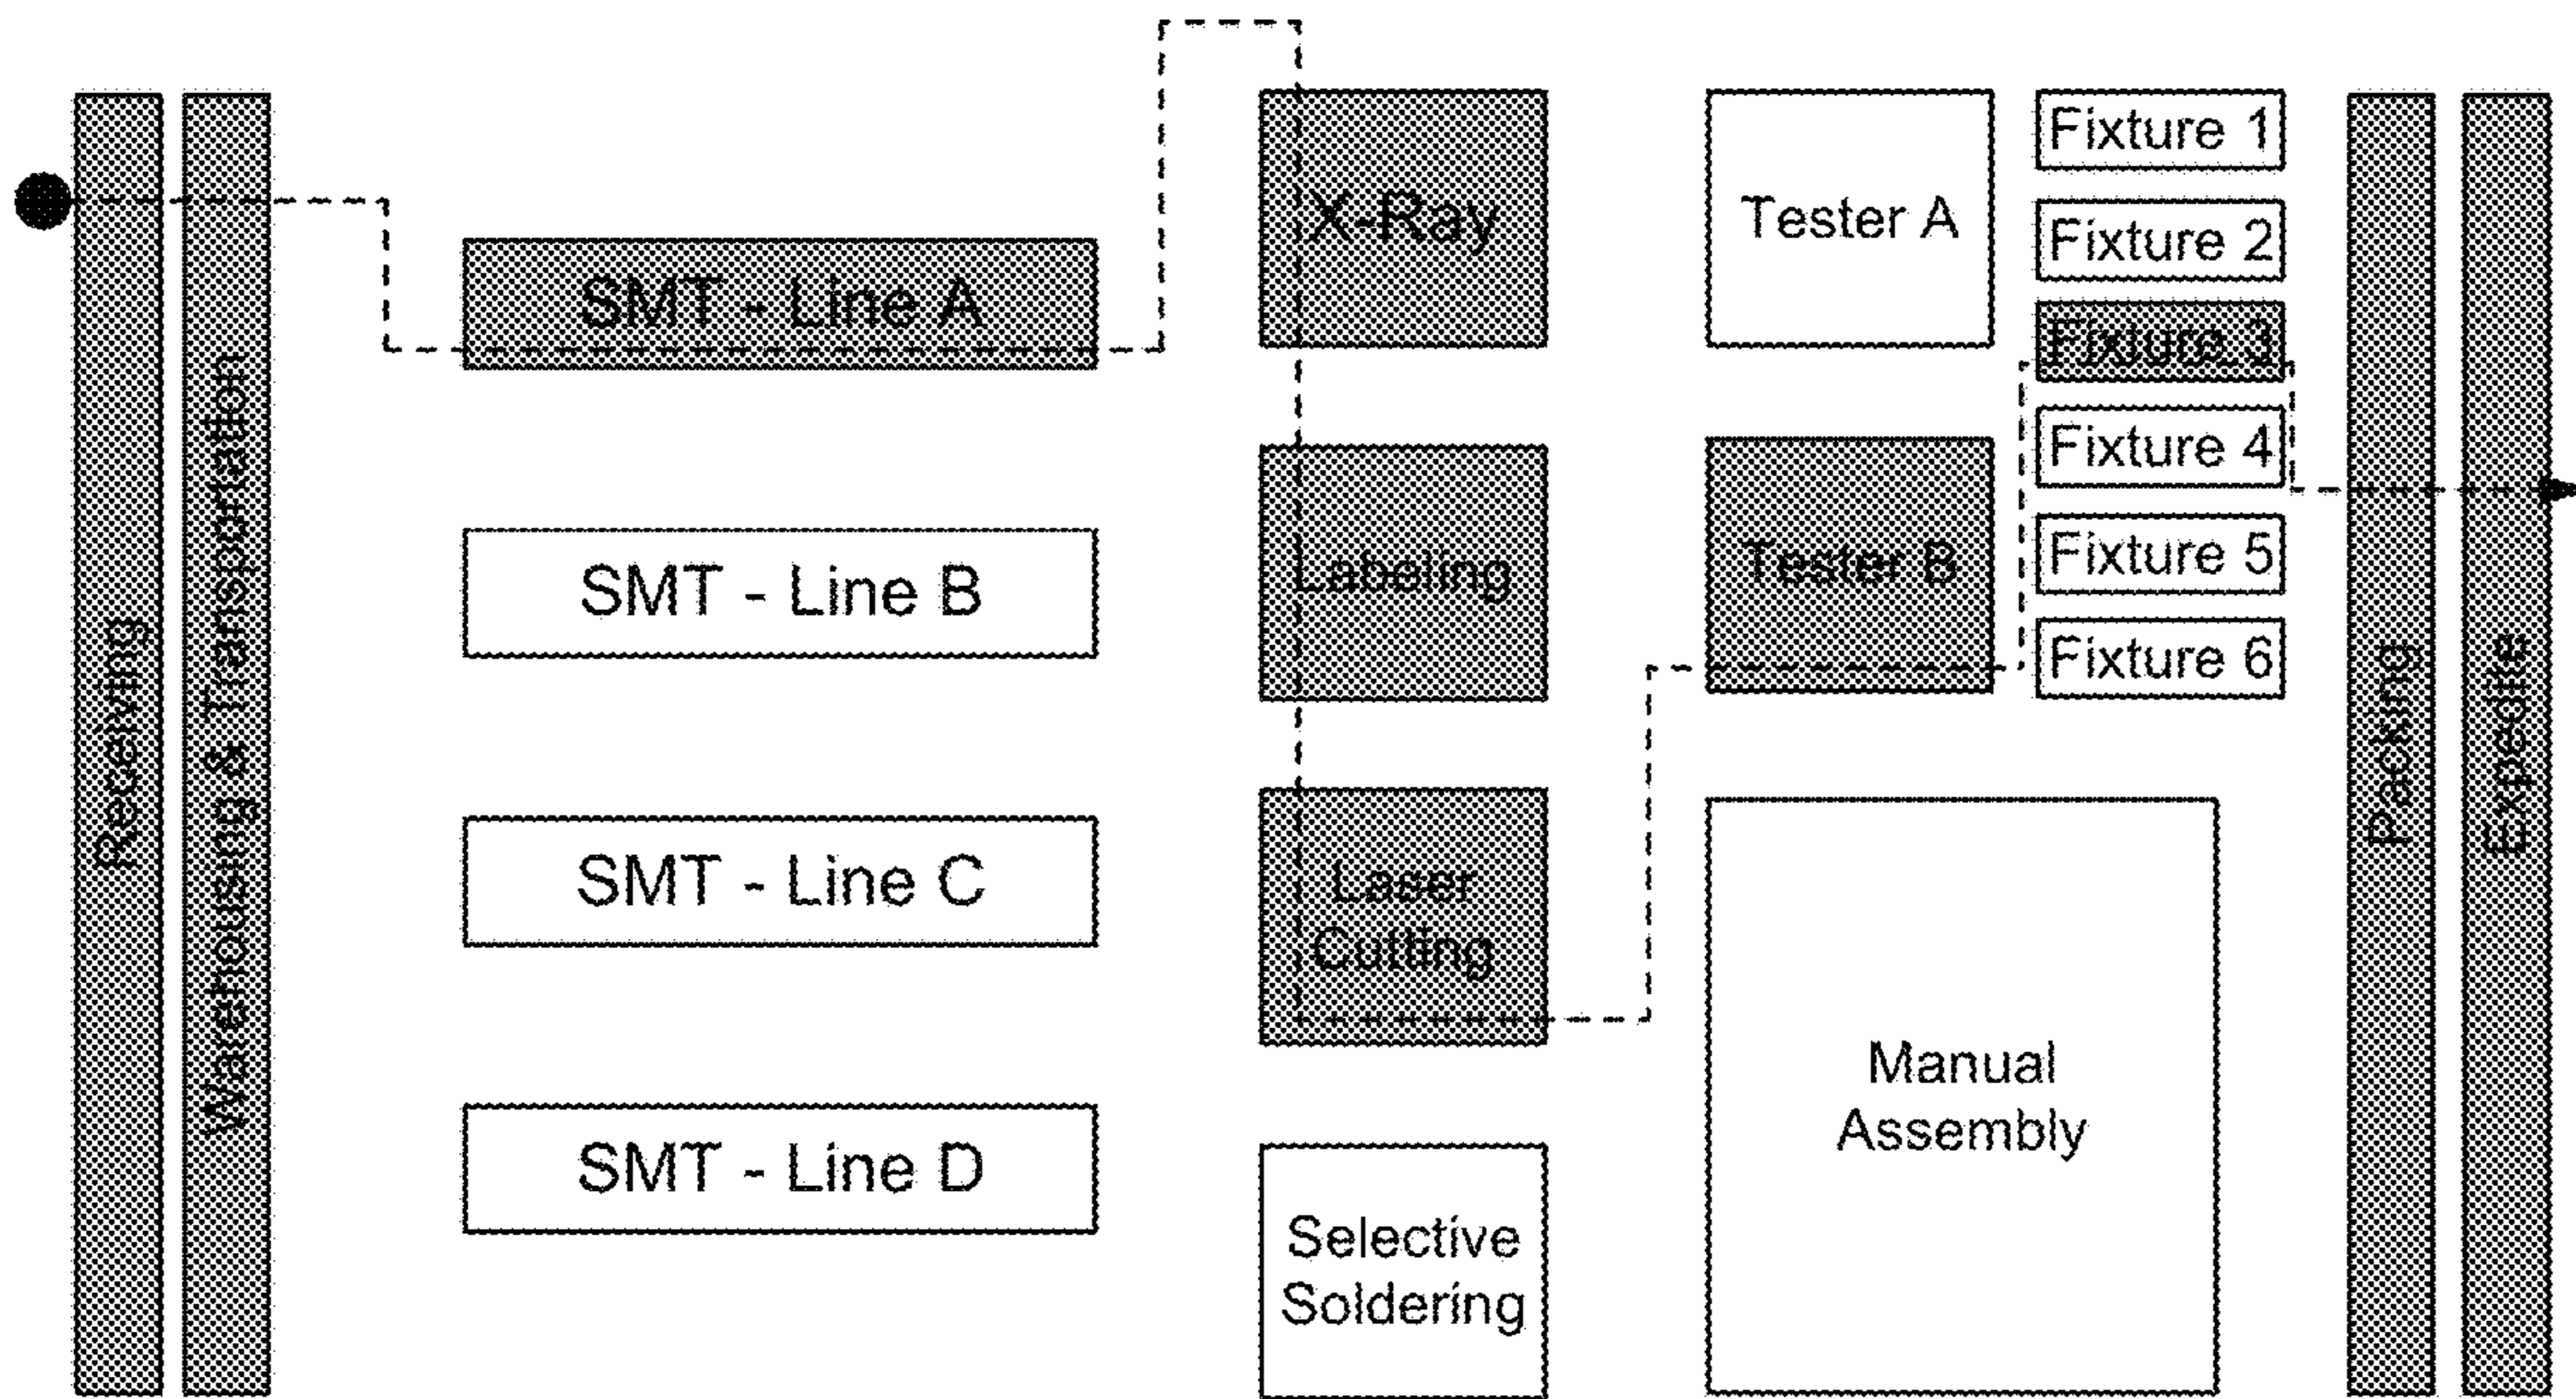 Receiving
Warehousing & Transportation
SMT - Line A
SMT - Line B
SMT - Line C
SMT - Line D
X-Ray
Labeling
Laser
Cutting
Selective
Soldering
Tester A
Tester B
Manual
Assembly
Fixture 1
Fixture 2
Fixture 3
Fixture 4
Fixture 5
Fixture 6
Packing
Expedite